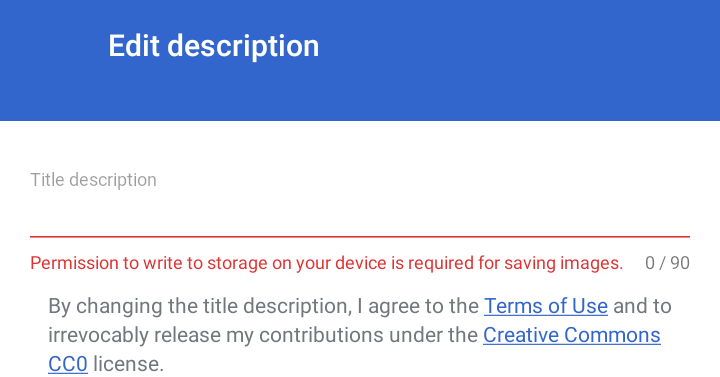 Edit description
Title description
Permission to write to storage on your device is required for saving images. 0 / 90
By changing the title description, I agree to the Terms of Use and to
irrevocably release my contributions under the Creative Commons
CC0 license.